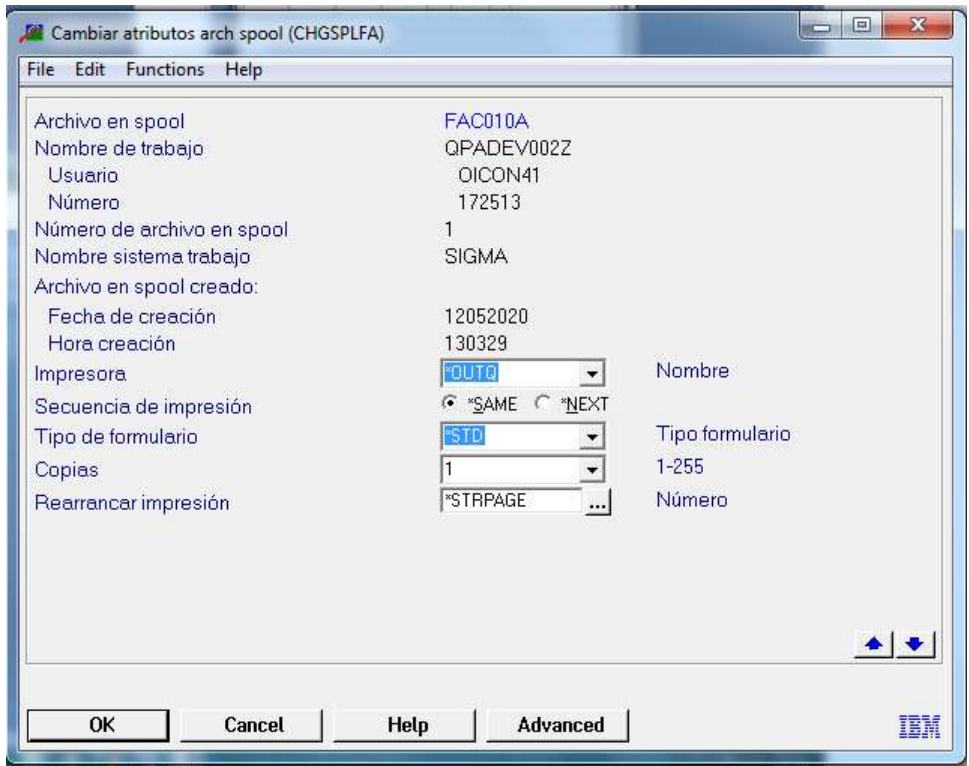 Cambiar atributos arch spool (CHGSPLFA)
File Edit Functions Help
Archivo en spool FAC010A
Nombre de trabajo QPADEV002Z
Usuario OICON41
Número 172513
Número de archivo en spool 1
Nombre sistema trabajo SIGMA
Archivo en spool creado:
Fecha de creación 12052020
Hora creación 130329
Impresora *OUTQ Nombre
Secuencia de impresión *SAME *NEXT
Tipo de formulario *STD Tipo formulario
Copias 1 1-255
Rearrancar impresión *STRPAGE ... Número
OK Cancel Help Advanced IBM